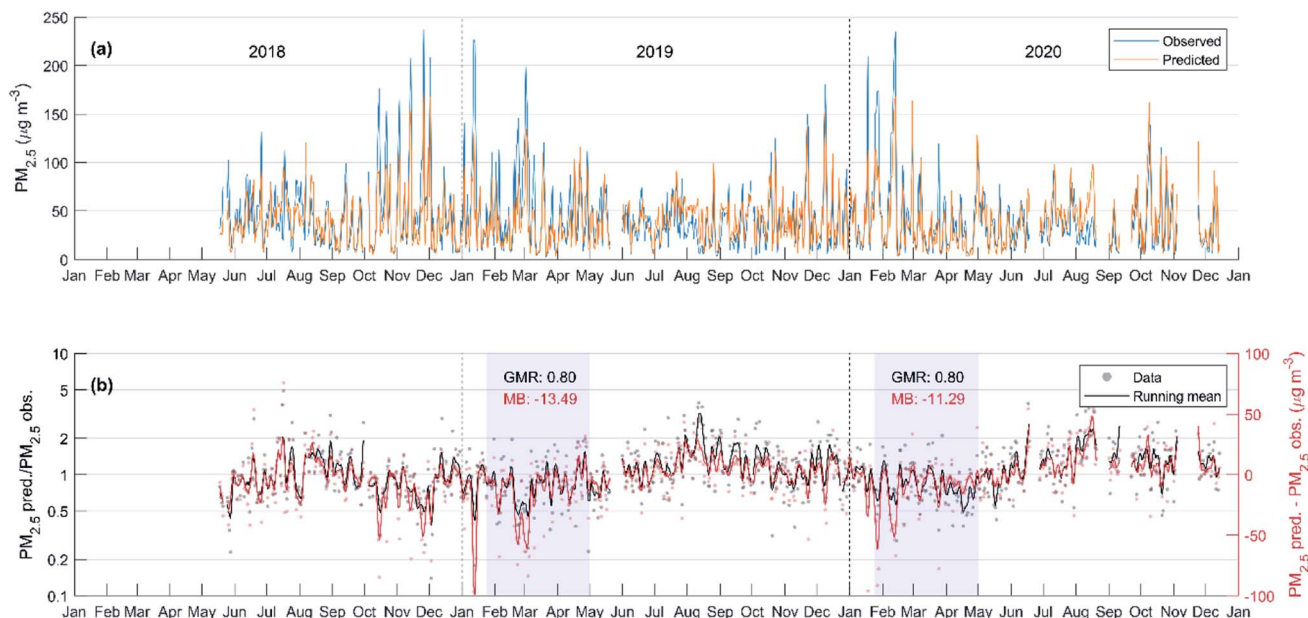 250
200
150
100
50
0
PM2.5 (μg m-3)
(a)
2018
2019
2020
Observed
Predicted
Jan Feb Mar Apr May Jun Jul Aug Sep Oct Nov Dec Jan Feb Mar Apr May Jun Jul Aug Sep Oct Nov Dec Jan Feb Mar Apr May Jun Jul Aug Sep Oct Nov Dec Jan
10
5
2
1
0.5
0.2
0.1
PM2.5 pred./PM2.5 obs.
(b)
GMR: 0.80
MB: -13.49
GMR: 0.80
MB: -11.29
Data
Running mean
100
50
0
-50
-100
PM2.5 pred. - PM2.5 obs. (μg m-3)
Jan Feb Mar Apr May Jun Jul Aug Sep Oct Nov Dec Jan Feb Mar Apr May Jun Jul Aug Sep Oct Nov Dec Jan Feb Mar Apr May Jun Jul Aug Sep Oct Nov Dec Jan